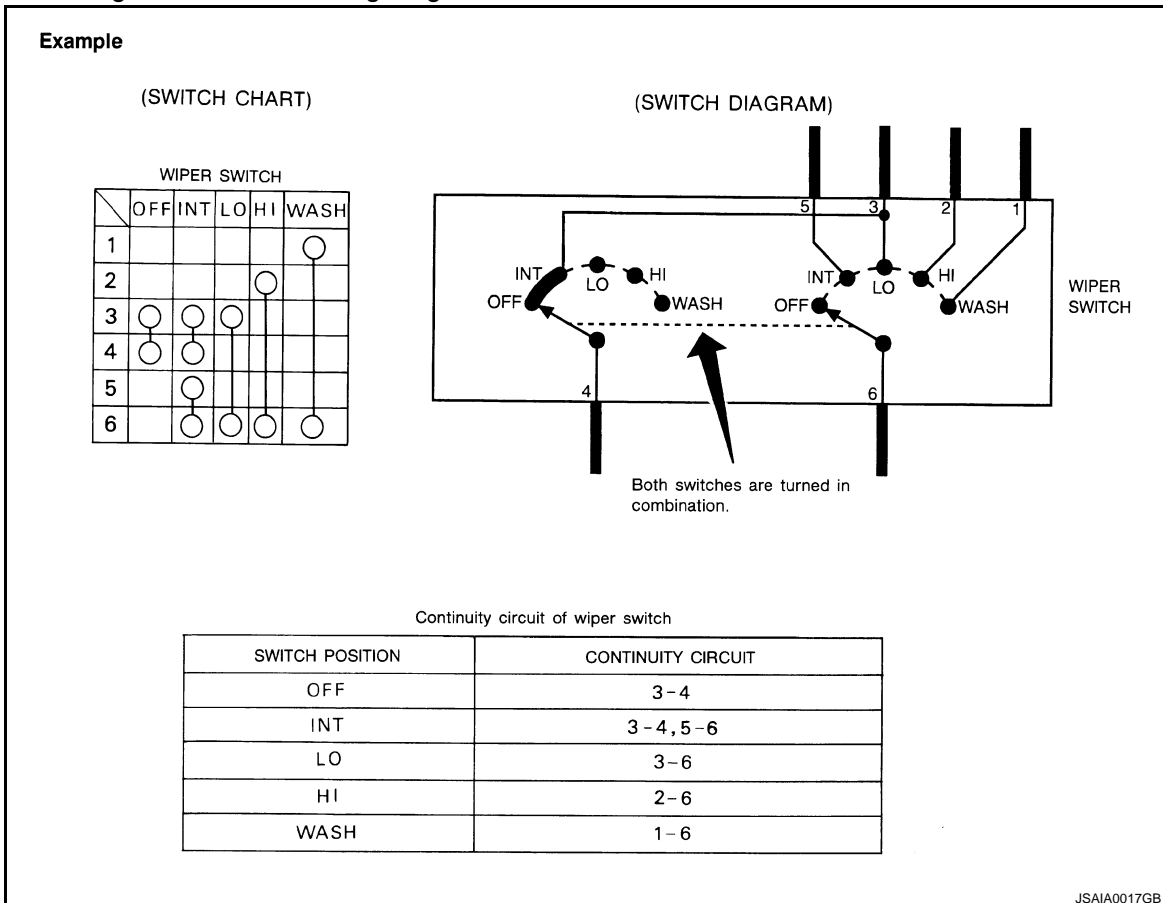 Example
(SWITCH CHART)
WIPER SWITCH
OFF INT LO HI WASH
1
2
3
4
5
6
(SWITCH DIAGRAM)
5 3 2 1
INT LO HI
OFF WASH
INT LO HI
OFF WASH
WIPER
SWITCH
4 6
Both switches are turned in
combination.
Continuity circuit of wiper switch
SWITCH POSITION CONTINUITY CIRCUIT
OFF 3-4
INT 3-4,5-6
LO 3-6
HI 2-6
WASH 1-6
JSAIA0017GB